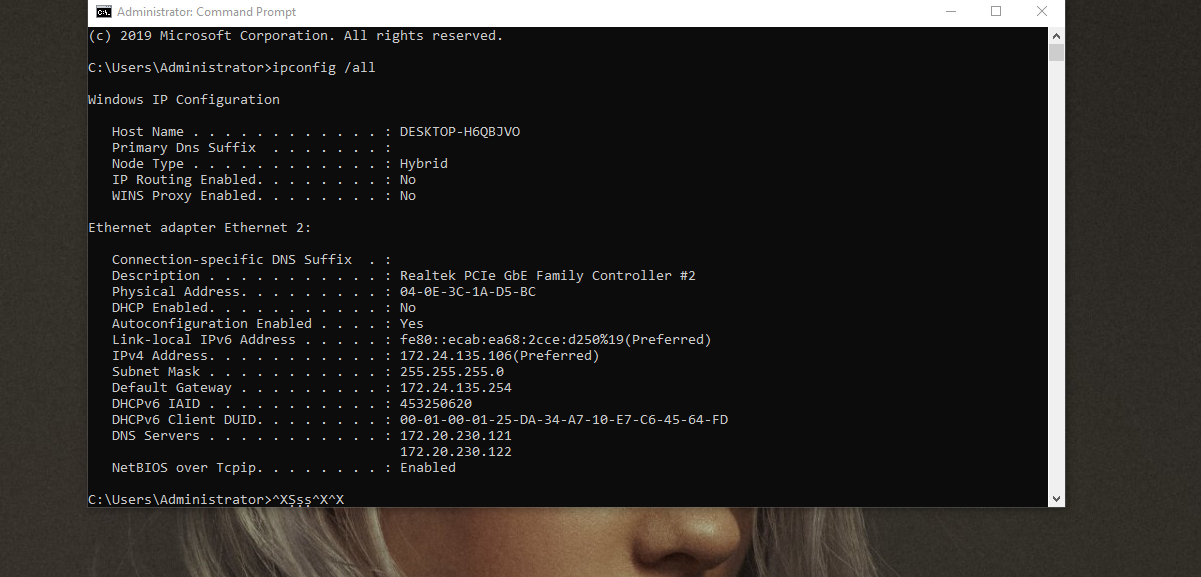 Administrator: Command Prompt
(c) 2019 Microsoft Corporation. All rights reserved.
C:\Users\Administrator>ipconfig /all
Windows IP Configuration
Host Name . . . . . . . . . . . . : DESKTOP-H6QBJVO
Primary Dns Suffix  . . . . . . . :
Node Type . . . . . . . . . . . . : Hybrid
IP Routing Enabled. . . . . . . . : No
WINS Proxy Enabled. . . . . . . . : No
Ethernet adapter Ethernet 2:
Connection-specific DNS Suffix  . :
Description . . . . . . . . . . . : Realtek PCIe GbE Family Controller #2
Physical Address. . . . . . . . . : 04-0E-3C-1A-D5-BC
DHCP Enabled. . . . . . . . . . . : No
Autoconfiguration Enabled . . . . : Yes
Link-local IPv6 Address . . . . . : fe80::ecab:ea68:2cce:d250%19(Preferred)
IPv4 Address. . . . . . . . . . . : 172.24.135.106(Preferred)
Subnet Mask . . . . . . . . . . . : 255.255.255.0
Default Gateway . . . . . . . . . : 172.24.135.254
DHCPv6 IAID . . . . . . . . . . . : 453250620
DHCPv6 Client DUID. . . . . . . . : 00-01-00-01-25-DA-34-A7-10-E7-C6-45-64-FD
DNS Servers . . . . . . . . . . . : 172.20.230.121
172.20.230.122
NetBIOS over Tcpip. . . . . . . . : Enabled
C:\Users\Administrator>^XSss^X^X